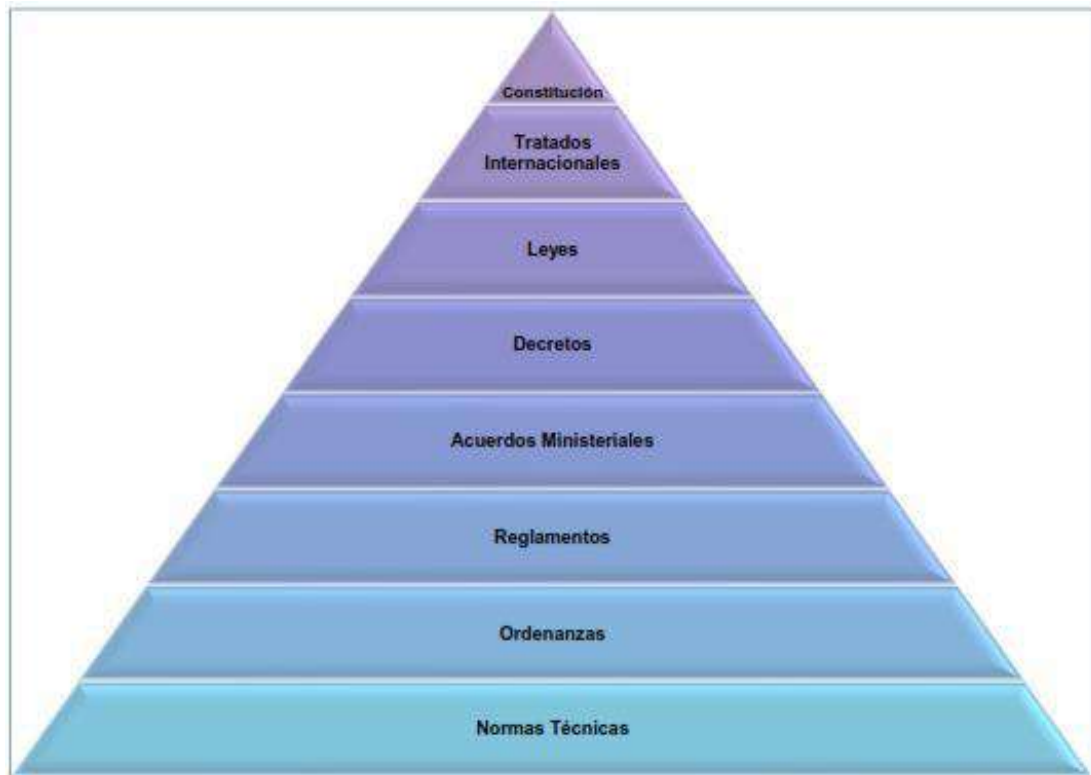 Constitución
Tratados
Internacionales
Leyes
Decretos
Acuerdos Ministeriales
Reglamentos
Ordenanzas
Normas Técnicas